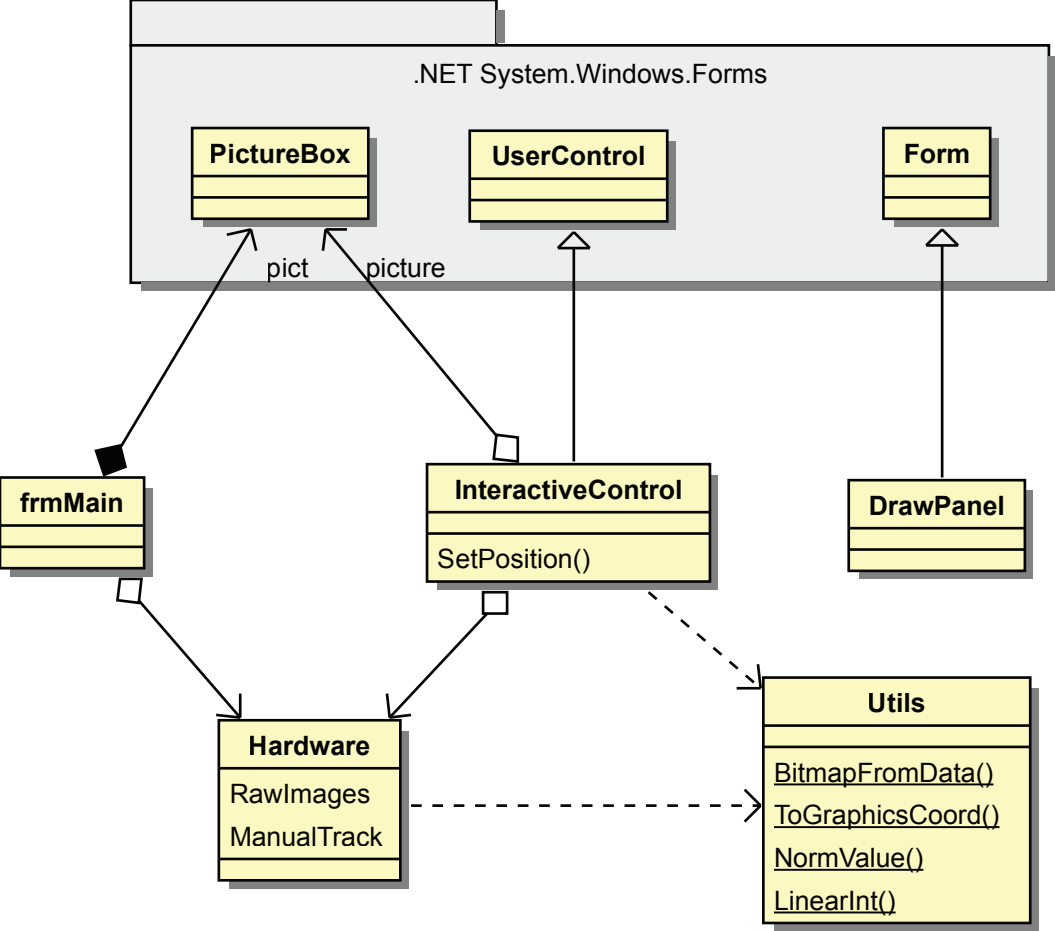 .NET System.Windows.Forms
PictureBox
UserControl
Form
pict
picture
frmMain
InteractiveControl
SetPosition()
DrawPanel
Hardware
RawImages
ManualTrack
Utils
BitmapFromData()
ToGraphicsCoord()
NormValue()
LinearInt()